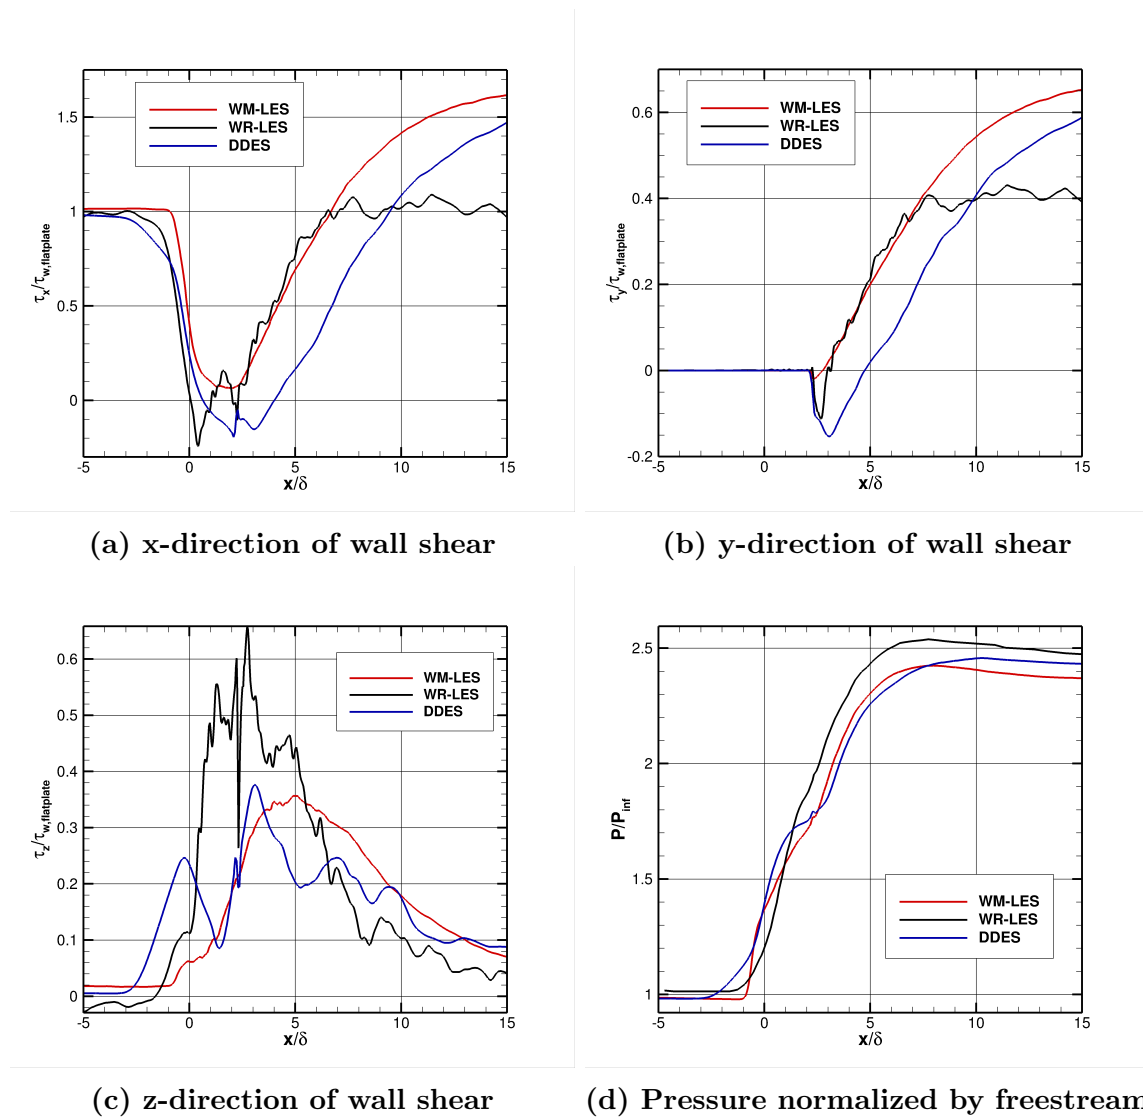 τx/τw,flatplate
1.5
1
0.5
0
WM-LES
WR-LES
DDES
-5 0 5 10 15
x/δ
(a) x-direction of wall shear
τy/τw,flatplate
0.6
0.4
0.2
0
-0.2
WM-LES
WR-LES
DDES
-5 0 5 10 15
x/δ
(b) y-direction of wall shear
τz/τw,flatplate
0.6
0.5
0.4
0.3
0.2
0.1
0
WM-LES
WR-LES
DDES
-5 0 5 10 15
x/δ
(c) z-direction of wall shear
P/Pinf
2.5
2
1.5
1
WM-LES
WR-LES
DDES
-5 0 5 10 15
x/δ
(d) Pressure normalized by freestream